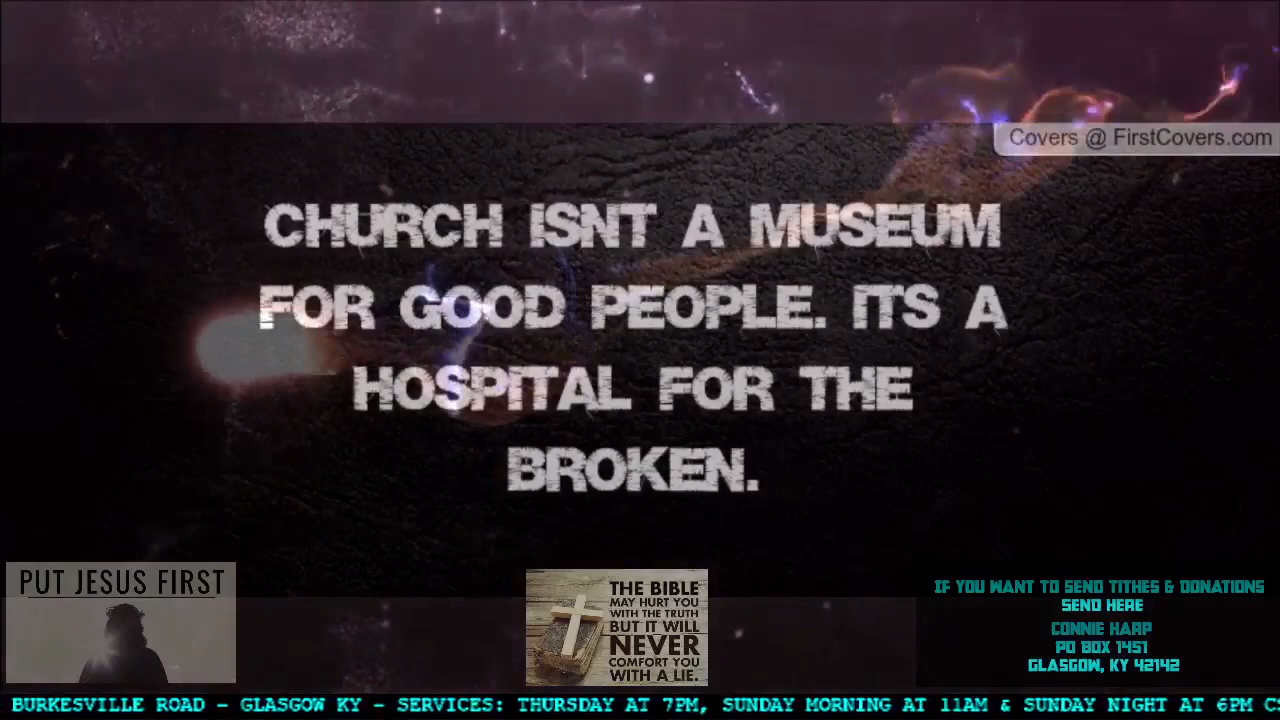 Covers @ FirstCovers.com
CHURCH ISNT A MUSEUM
FOR GOOD PEOPLE. ITS A
HOSPITAL FOR THE
BROKEN.
PUT JESUS FIRST
THE BIBLE
MAY HURT YOU
WITH THE TRUTH
BUT IT WILL
NEVER
COMFORT YOU
WITH A LIE.
IF YOU WANT TO SEND TITHES & DONATIONS
SEND HERE
CONNIE HARP
PO BOX 1451
GLASGOW, KY 42142
BURKESVILLE ROAD - GLASGOW KY - SERVICES: THURSDAY AT 7PM, SUNDAY MORNING AT 11AM & SUNDAY NIGHT AT 6PM